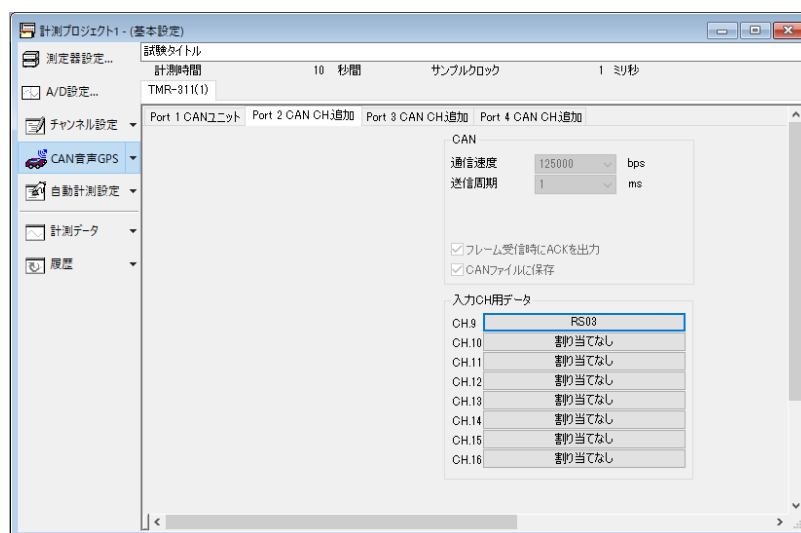 計測プロジェクト1 - (基本設定)
測定器設定...
A/D設定...
チャンネル設定
CAN音声GPS
自動計測設定
計測データ
履歴
試験タイトル
計測時間 10 秒間 サンプルクロック 1 ミリ秒
TMR-311(1)
Port 1 CANユニット Port 2 CAN CH追加 Port 3 CAN CH追加 Port 4 CAN CH追加
CAN
通信速度 125000 bps
送信周期 1 ms
フレーム受信時にACKを出力
CANファイルに保存
入力CH用データ
CH.9 RS03
CH.10 割り当てなし
CH.11 割り当てなし
CH.12 割り当てなし
CH.13 割り当てなし
CH.14 割り当てなし
CH.15 割り当てなし
CH.16 割り当てなし